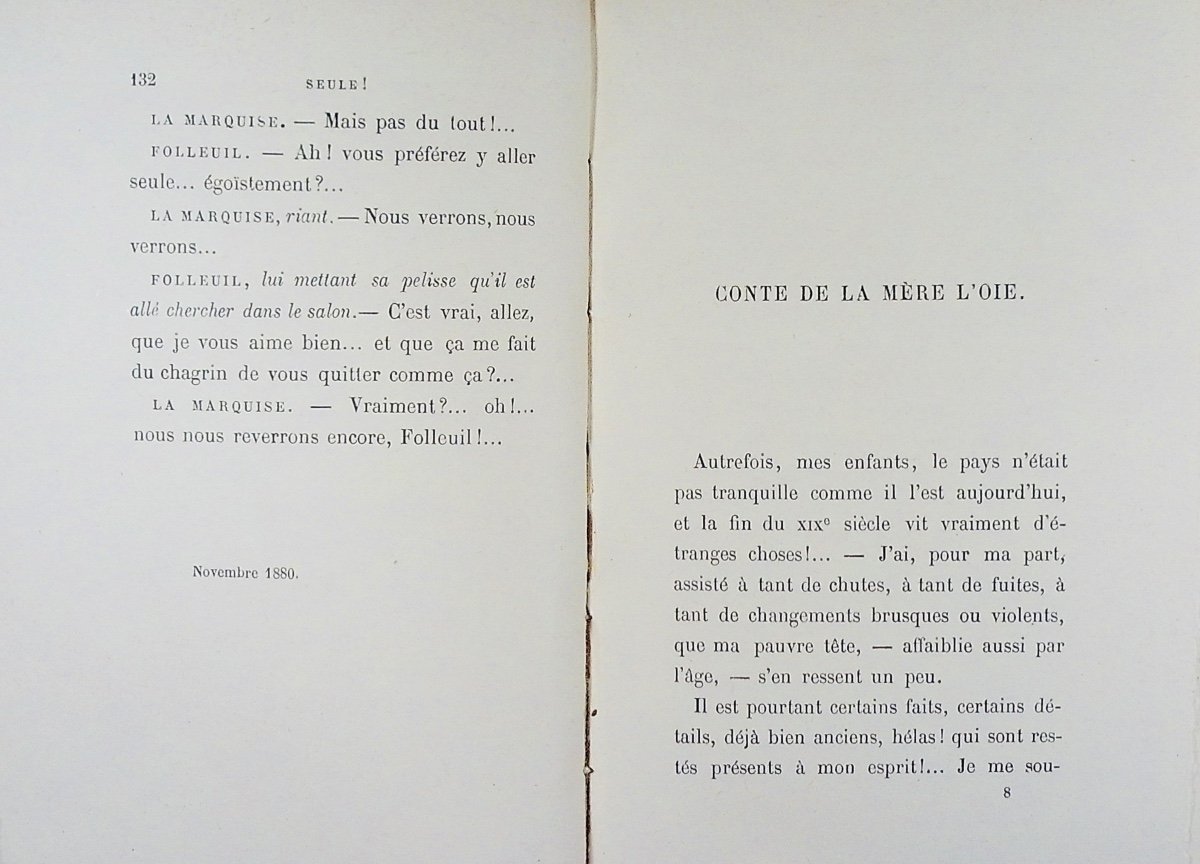 132 SEULE!
LA MARQUISE. — Mais pas du tout!...
FOLLEUIL. — Ah! vous préférez y aller
seule... égoïstement?...
LA MARQUISE, riant. — Nous verrons, nous
verrons...
FOLLEUIL, lui mettant sa pelisse qu'il est
allé chercher dans le salon. — C'est vrai, allez,
que je vous aime bien... et que ça me fait
du chagrin de vous quitter comme ça?...
LA MARQUISE. — Vraiment?... oh!...
nous nous reverrons encore, Folleuil!...
Novembre 1880.
CONTE DE LA MÈRE L'OIE.
Autrefois, mes enfants, le pays n'était
pas tranquille comme il l'est aujourd'hui,
et la fin du XIXe siècle vit vraiment d'é-
tranges choses!... — J'ai, pour ma part,
assisté à tant de chutes, à tant de fuites, à
tant de changements brusques ou violents,
que ma pauvre tête, — affaiblie aussi par
l'âge, — s'en ressent un peu.
Il est pourtant certains faits, certains dé-
tails, déjà bien anciens, hélas! qui sont res-
tés présents à mon esprit!... Je me sou-
8